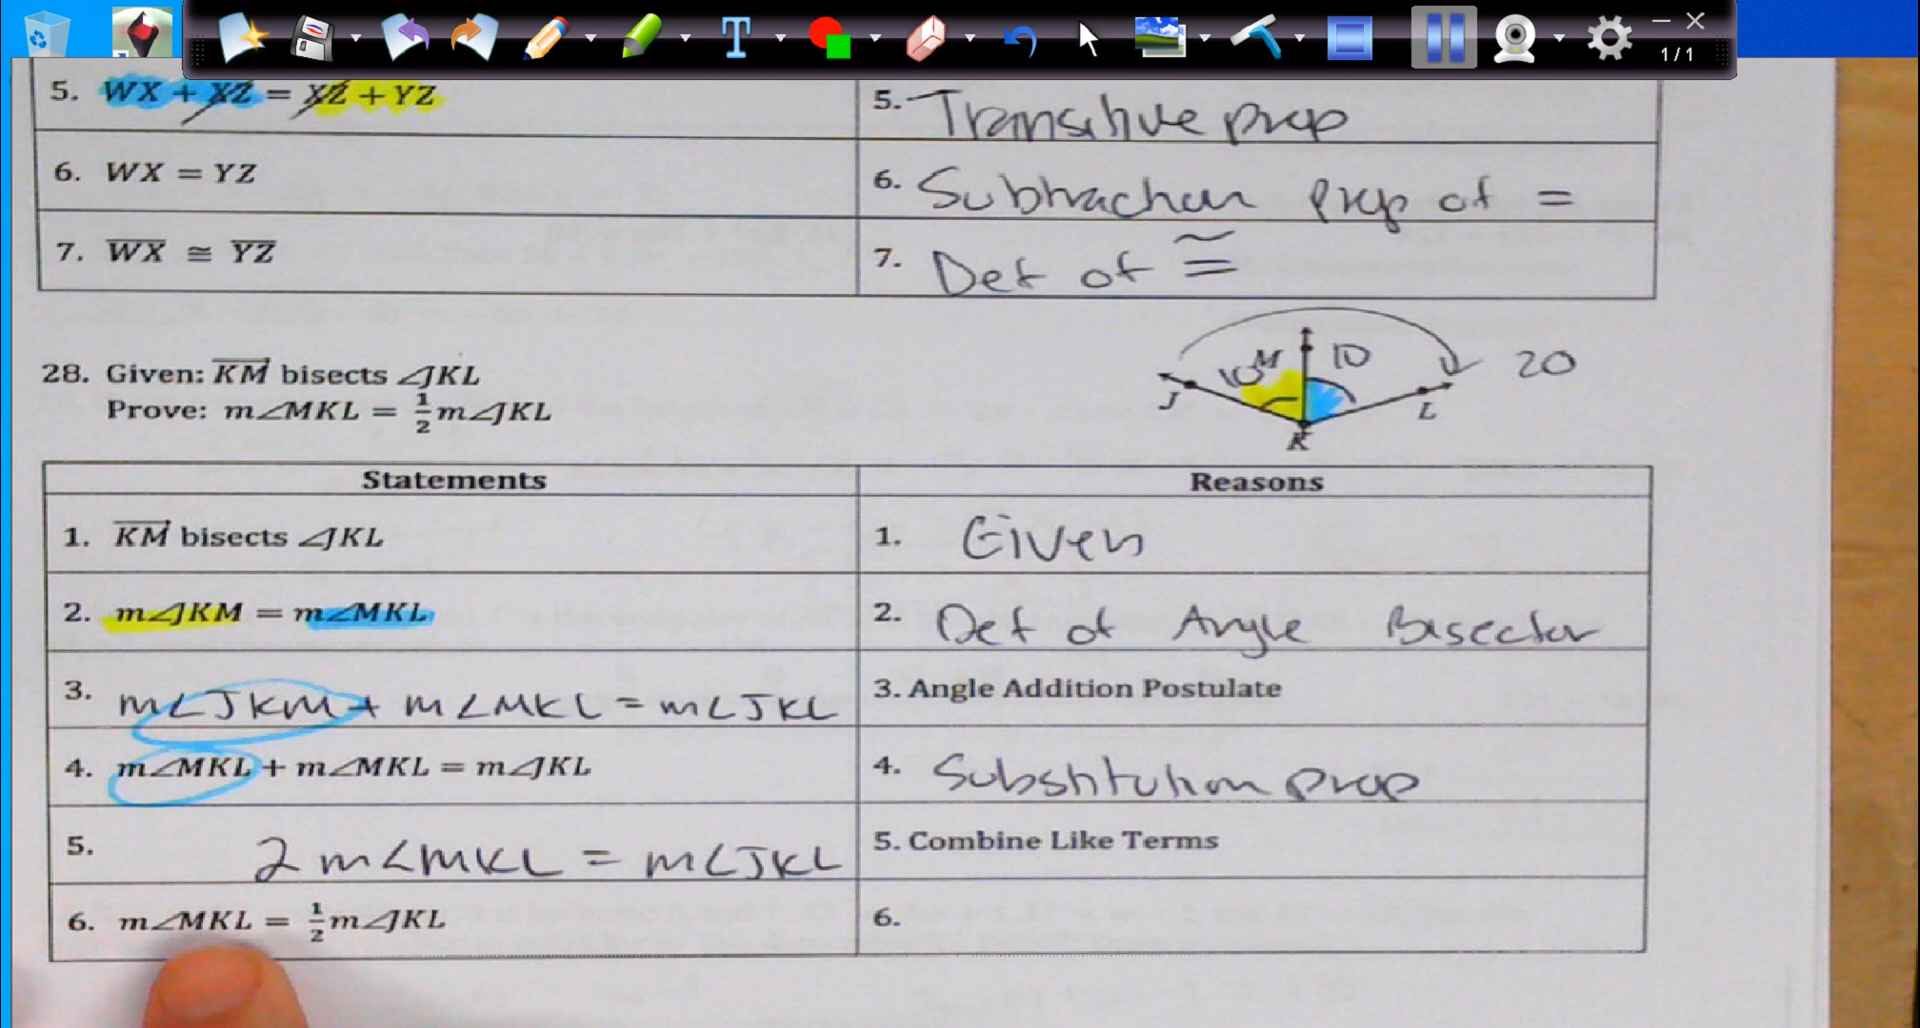 1/1
5. WX + XZ = XZ + YZ
5. Transitive prop
6. WX = YZ
6. Subtraction prop of =
7. WX ≅ YZ
7. Def of ≅
28. Given: KM bisects ∠JKL
Prove: m∠MKL = 1/2 m∠JKL
10 M 10 20
J L
K
Statements Reasons
1. KM bisects ∠JKL
1. Given
2. m∠JKM = m∠MKL
2. Def of Angle Bisector
3. m∠JKM + m∠MKL = m∠JKL
3. Angle Addition Postulate
4. m∠MKL + m∠MKL = m∠JKL
4. Substitution prop
5. 2m∠MKL = m∠JKL
5. Combine Like Terms
6. m∠MKL = 1/2 m∠JKL
6.